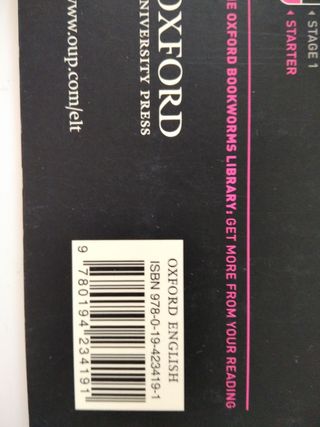 ◄ STAGE 1
◄ STARTER
E OXFORD BOOKWORMS LIBRARY: GET MORE FROM YOUR READING
OXFORD
UNIVERSITY PRESS
www.oup.com/elt
OXFORD ENGLISH
ISBN 978-0-19-423419-1
9 780194 234191